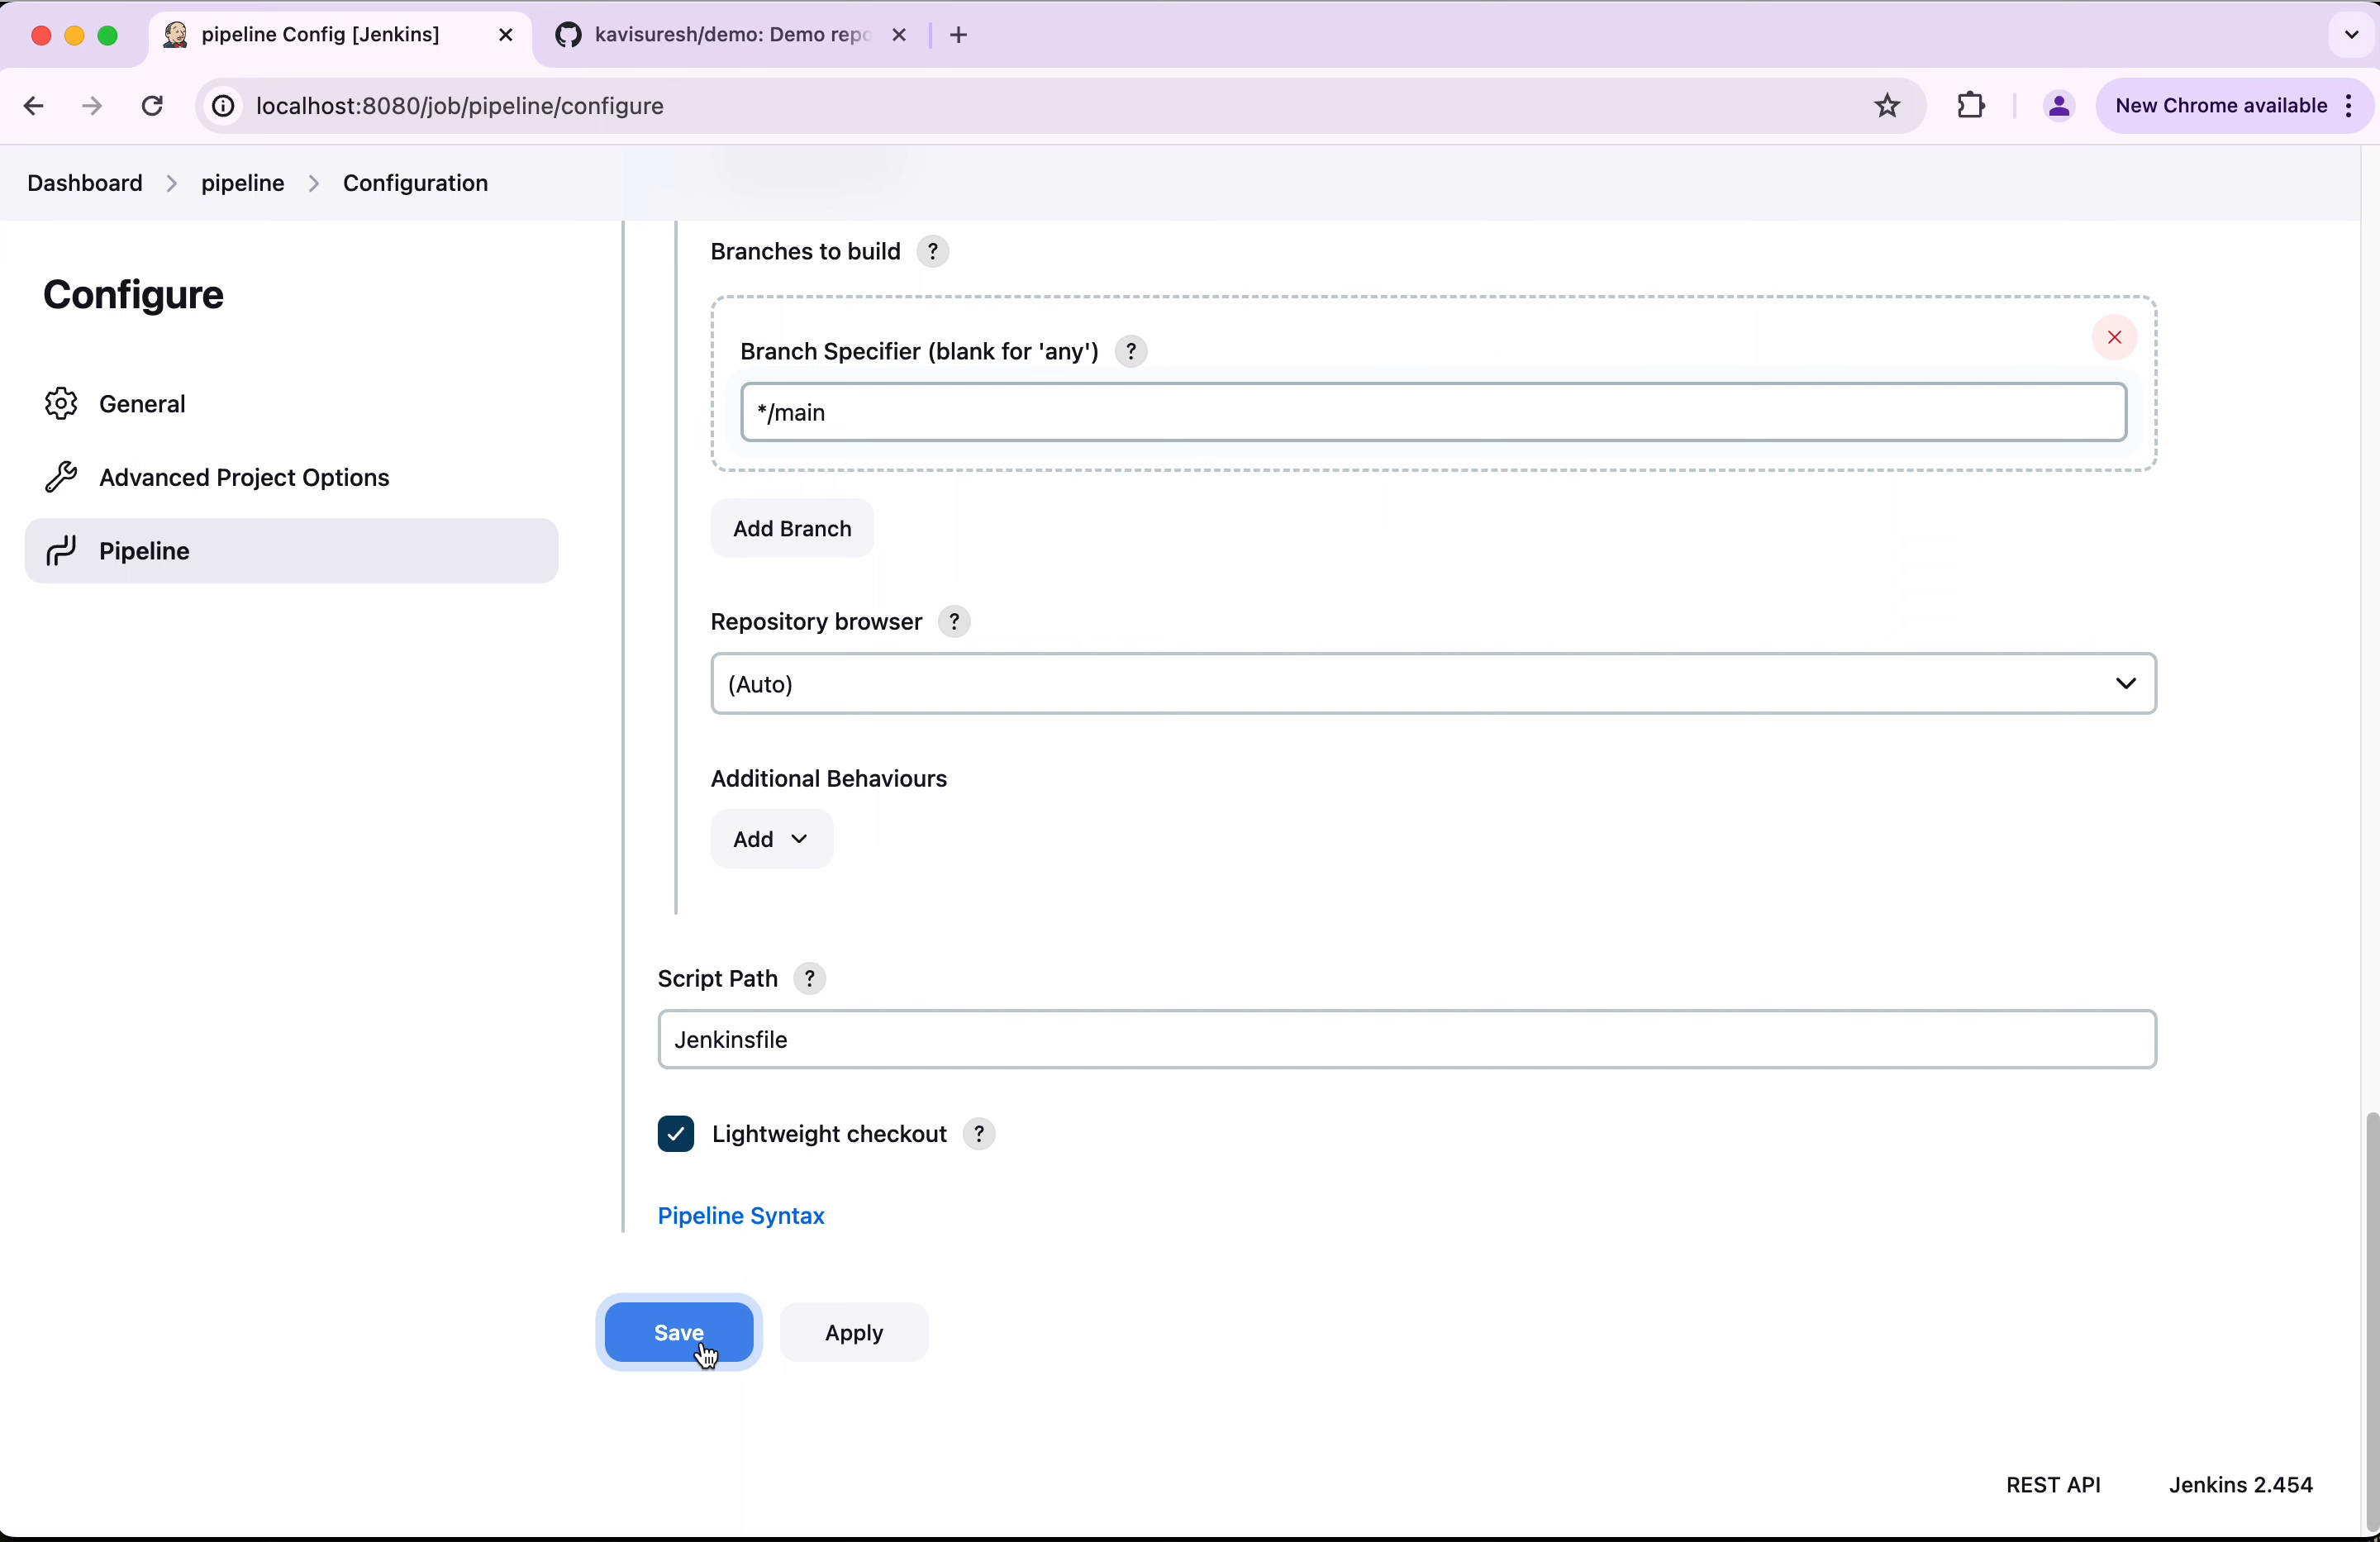 pipeline Config [Jenkins]
kavisuresh/demo: Demo repo
localhost:8080/job/pipeline/configure
New Chrome available
Dashboard > pipeline > Configuration
Configure
General
Advanced Project Options
Pipeline
Branches to build ?
Branch Specifier (blank for 'any') ?
*/main
Add Branch
Repository browser ?
(Auto)
Additional Behaviours
Add
Script Path ?
Jenkinsfile
Lightweight checkout ?
Pipeline Syntax
Save
Apply
REST API
Jenkins 2.454